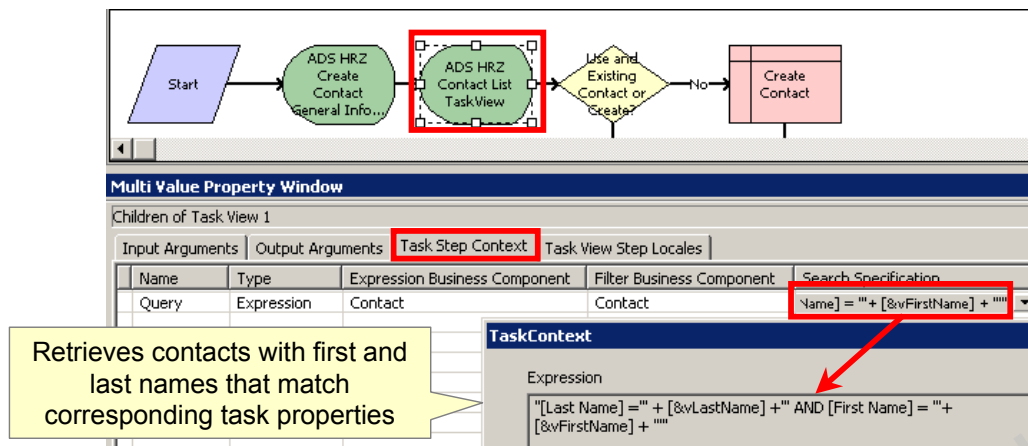 Start
ADS HRZ
Create
Contact
General Info...
ADS HRZ
Contact List
TaskView
Use and
Existing
Contact or
Create?
No
Create
Contact
Multi Value Property Window
Children of Task View 1
Input Arguments Output Arguments Task Step Context Task View Step Locales
Name Type Expression Business Component Filter Business Component Search Specification
Query Expression Contact Contact Name] = '"+ [&vFirstName] + "'"
TaskContext
Retrieves contacts with first and
last names that match
corresponding task properties
Expression
"[Last Name] ='" + [&vLastName] +"' AND [First Name] = '"+
[&vFirstName] + "'"